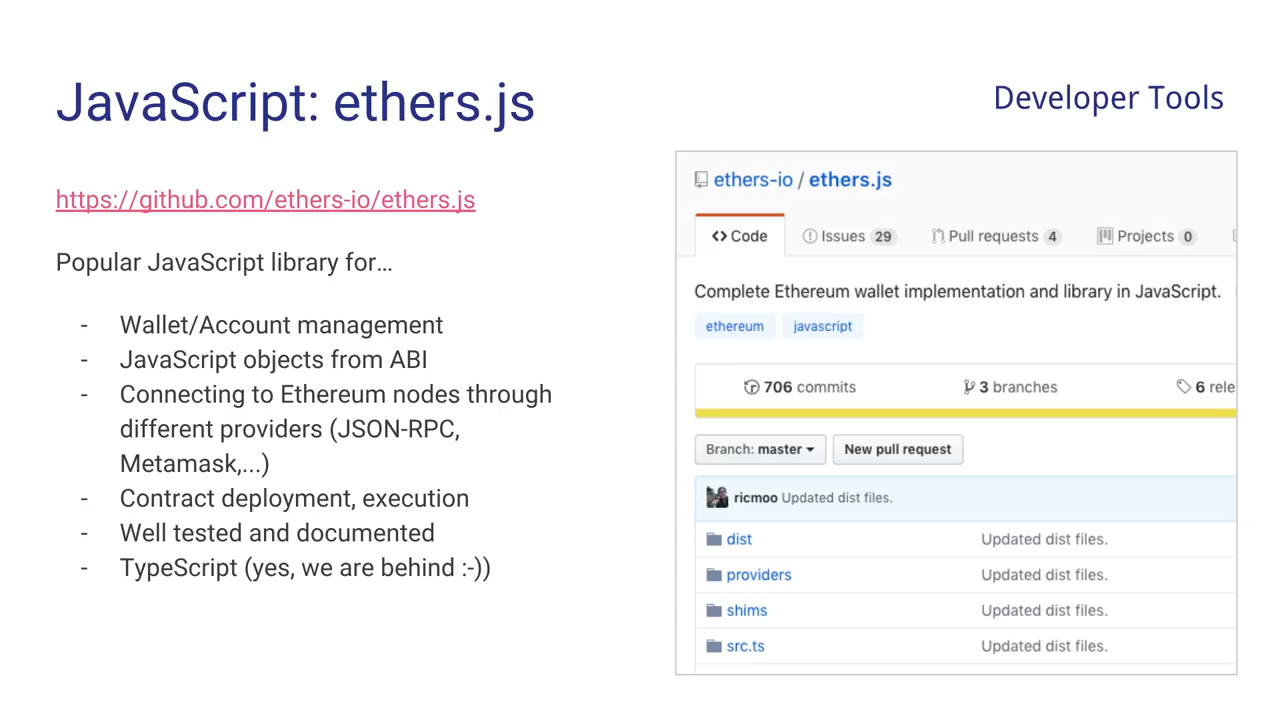 JavaScript: ethers.js
Developer Tools
https://github.com/ethers-io/ethers.js
Popular JavaScript library for…
- Wallet/Account management
- JavaScript objects from ABI
- Connecting to Ethereum nodes through
different providers (JSON-RPC,
Metamask,...)
- Contract deployment, execution
- Well tested and documented
- TypeScript (yes, we are behind :-))
ethers-io / ethers.js
Code Issues 29 Pull requests 4 Projects 0
Complete Ethereum wallet implementation and library in JavaScript.
ethereum javascript
706 commits 3 branches 6 rele
Branch: master New pull request
ricmoo Updated dist files.
dist Updated dist files.
providers Updated dist files.
shims Updated dist files.
src.ts Updated dist files.